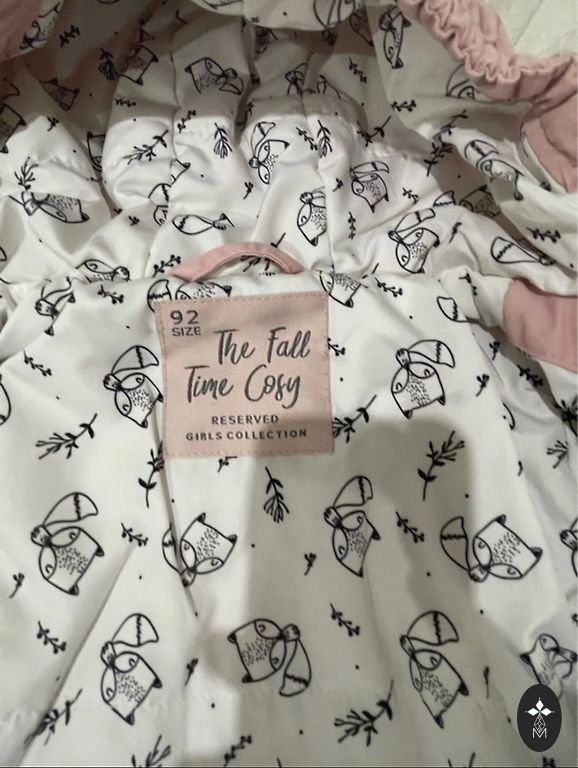 92
SIZE
The Fall
Time Cosy
RESERVED
GIRLS COLLECTION
M